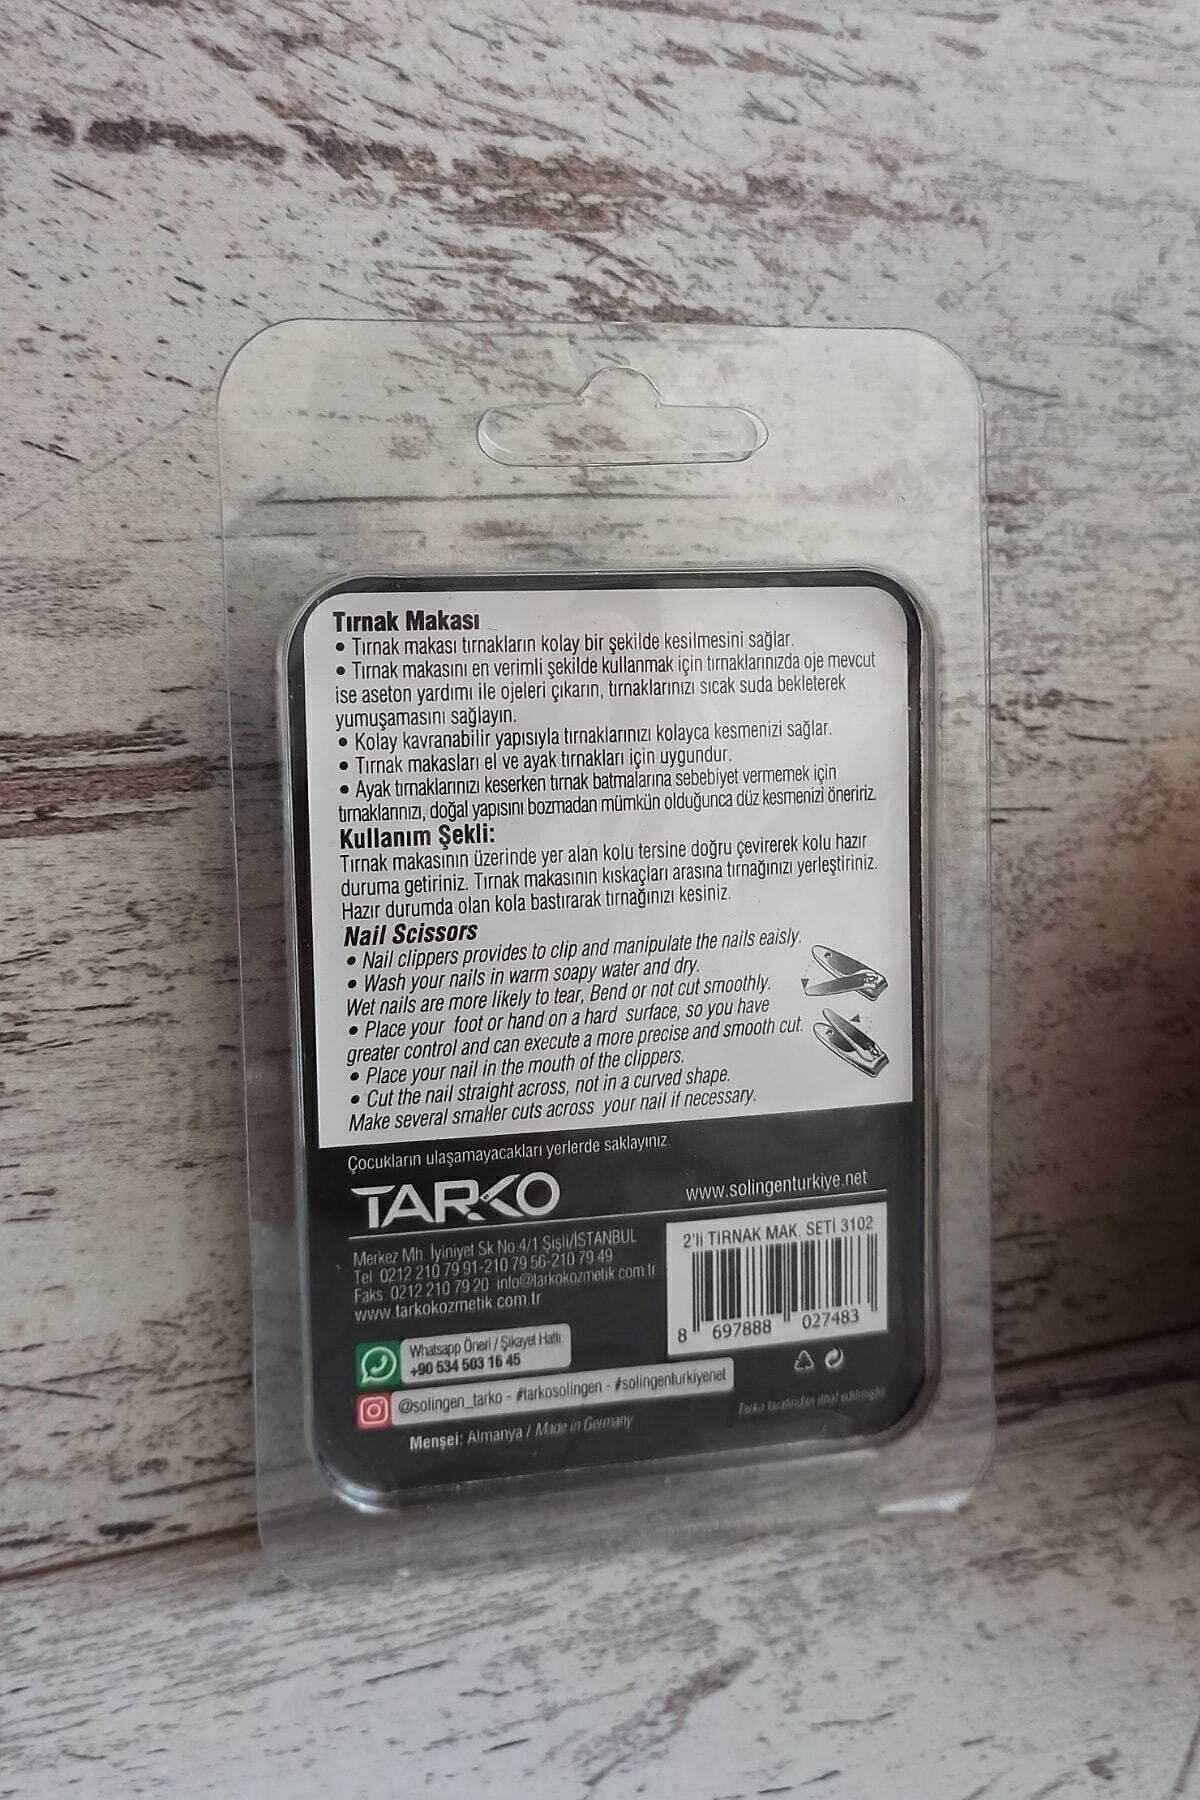 Tırnak Makası
• Tırnak makası tırnakların kolay bir şekilde kesilmesini sağlar.
• Tırnak makasını en verimli şekilde kullanmak için tırnaklarınızda oje mevcut
ise aseton yardımı ile ojeleri çıkarın, tırnaklarınızı sıcak suda bekleterek
yumuşamasını sağlayın.
• Kolay kavranabilir yapısıyla tırnaklarınızı kolayca kesmenizi sağlar.
• Tırnak makasları el ve ayak tırnakları için uygundur.
• Ayak tırnaklarınızı keserken tırnak batmalarına sebebiyet vermemek için
tırnaklarınızı, doğal yapısını bozmadan mümkün olduğunca düz kesmenizi öneririz.
Kullanım Şekli:
Tırnak makasının üzerinde yer alan kolu tersine doğru çevirerek kolu hazır
duruma getiriniz. Tırnak makasının kıskaçları arasına tırnağınızı yerleştiriniz.
Hazır durumda olan kola bastırarak tırnağınızı kesiniz.
Nail Scissors
• Nail clippers provides to clip and manipulate the nails eaisly.
• Wash your nails in warm soapy water and dry.
Wet nails are more likely to tear, Bend or not cut smoothly.
• Place your foot or hand on a hard surface, so you have
greater control and can execute a more precise and smooth cut.
• Place your nail in the mouth of the clippers.
• Cut the nail straight across, not in a curved shape.
Make several smaller cuts across your nail if necessary.
Çocukların ulaşamayacakları yerlerde saklayınız.
TARKO
www.solingenturkiye.net
Merkez Mh. İyiniyet Sk No:4/1 Şişli/İSTANBUL
Tel: 0212 210 79 91-210 79 56-210 79 49
Faks: 0212 210 79 20 info@tarkokozmetik.com.tr
www.tarkokozmetik.com.tr
2'li TIRNAK MAK. SETİ 3102
8 697888 027483
Whatsapp Öneri / Şikayet Hattı:
+90 534 503 16 45
@solingen_tarko - #tarkosolingen - #solingenturkiyenet
Tarko tarafından ithal edilmiştir.
Menşei: Almanya / Made in Germany